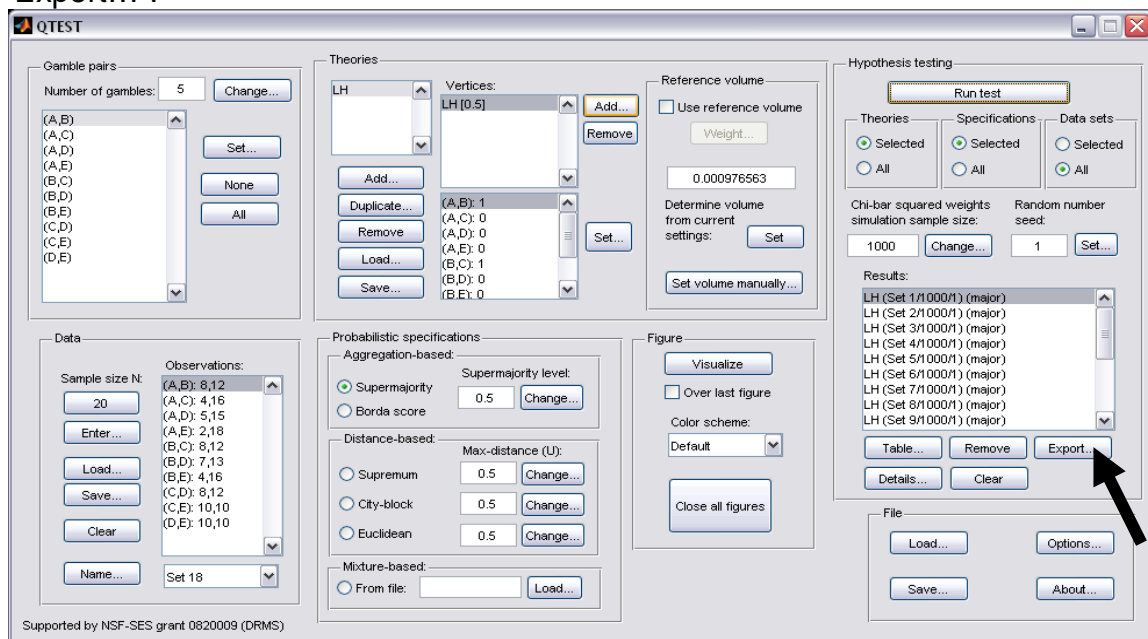 QTEST
Gamble pairs
Number of gambles: 5 Change...
(A,B)
(A,C)
(A,D)
(A,E)
(B,C)
(B,D)
(B,E)
(C,D)
(C,E)
(D,E)
Set...
None
All
Theories
LH
Add...
Duplicate...
Remove
Load...
Save...
Vertices:
LH [0.5]
Add...
Remove
(A,B): 1
(A,C): 0
(A,D): 0
(A,E): 0
(B,C): 1
(B,D): 0
(B,E): 0
Set...
Reference volume
Use reference volume
Weight...
0.000976563
Determine volume
from current
settings: Set
Set volume manually...
Hypothesis testing
Run test
Theories
Selected
All
Specifications
Selected
All
Data sets
Selected
All
Chi-bar squared weights
simulation sample size:
1000 Change...
Random number
seed:
1 Set...
Results:
LH (Set 1/1000/1) (major)
LH (Set 2/1000/1) (major)
LH (Set 3/1000/1) (major)
LH (Set 4/1000/1) (major)
LH (Set 5/1000/1) (major)
LH (Set 6/1000/1) (major)
LH (Set 7/1000/1) (major)
LH (Set 8/1000/1) (major)
LH (Set 9/1000/1) (major)
Table... Remove Export...
Details... Clear
Data
Sample size N:
20
Enter...
Load...
Save...
Clear
Name...
Observations:
(A,B): 8,12
(A,C): 4,16
(A,D): 5,15
(A,E): 2,18
(B,C): 8,12
(B,D): 7,13
(B,E): 4,16
(C,D): 8,12
(C,E): 10,10
(D,E): 10,10
Set 18
Probabilistic specifications
Aggregation-based:
Supermajority level:
Supermajority
0.5 Change...
Borda score
Distance-based:
Max-distance (U):
Supremum 0.5 Change...
City-block 0.5 Change...
Euclidean 0.5 Change...
Mixture-based:
From file: Load...
Figure
Visualize
Over last figure
Color scheme:
Default
Close all figures
File
Load... Options...
Save... About...
Supported by NSF-SES grant 0820009 (DRMS)